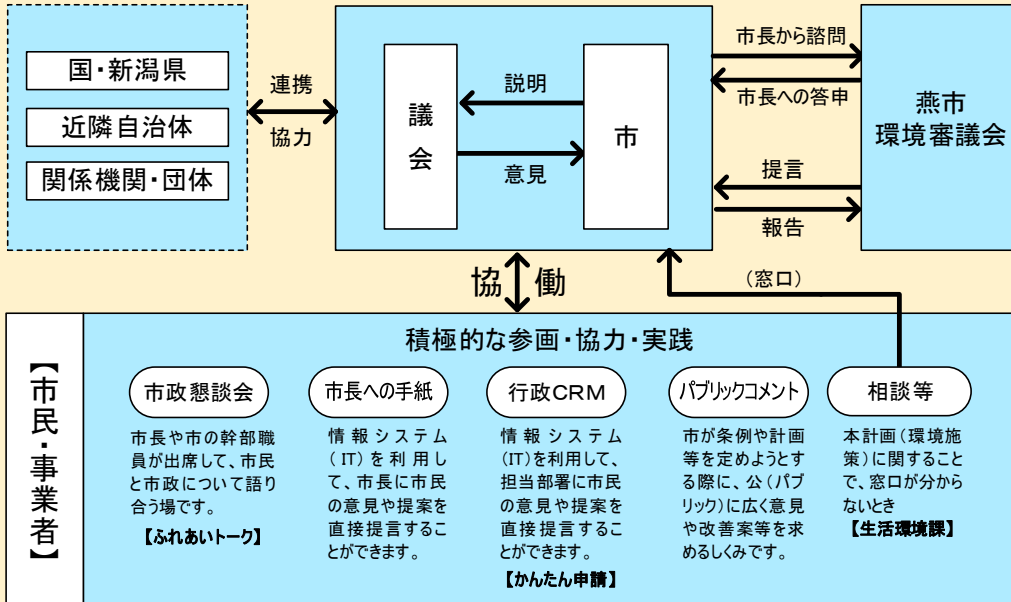 国・新潟県
近隣自治体
関係機関・団体
連携
協力
議会
説明
意見
市
市長から諮問
市長への答申
提言
報告
燕市
環境審議会
協働
(窓口)
【市民・事業者】
積極的な参画・協力・実践
市政懇談会
市長や市の幹部職
員が出席して、市民
と市政について語り
合う場です。
【ふれあいトーク】
市長への手紙
情報システム
(IT)を利用し
て、市長に市民
の意見や提案を
直接提言するこ
とができます。
行政CRM
情報システム
(IT)を利用して、
担当部署に市民
の意見や提案を
直接提言するこ
とができます。
【かんたん申請】
パブリックコメント
市が条例や計画
等を定めようとす
る際に、公(パブ
リック)に広く意見
や改善案等を求
めるしくみです。
相談等
本計画(環境施
策)に関すること
で、窓口が分から
ないとき
【生活環境課】